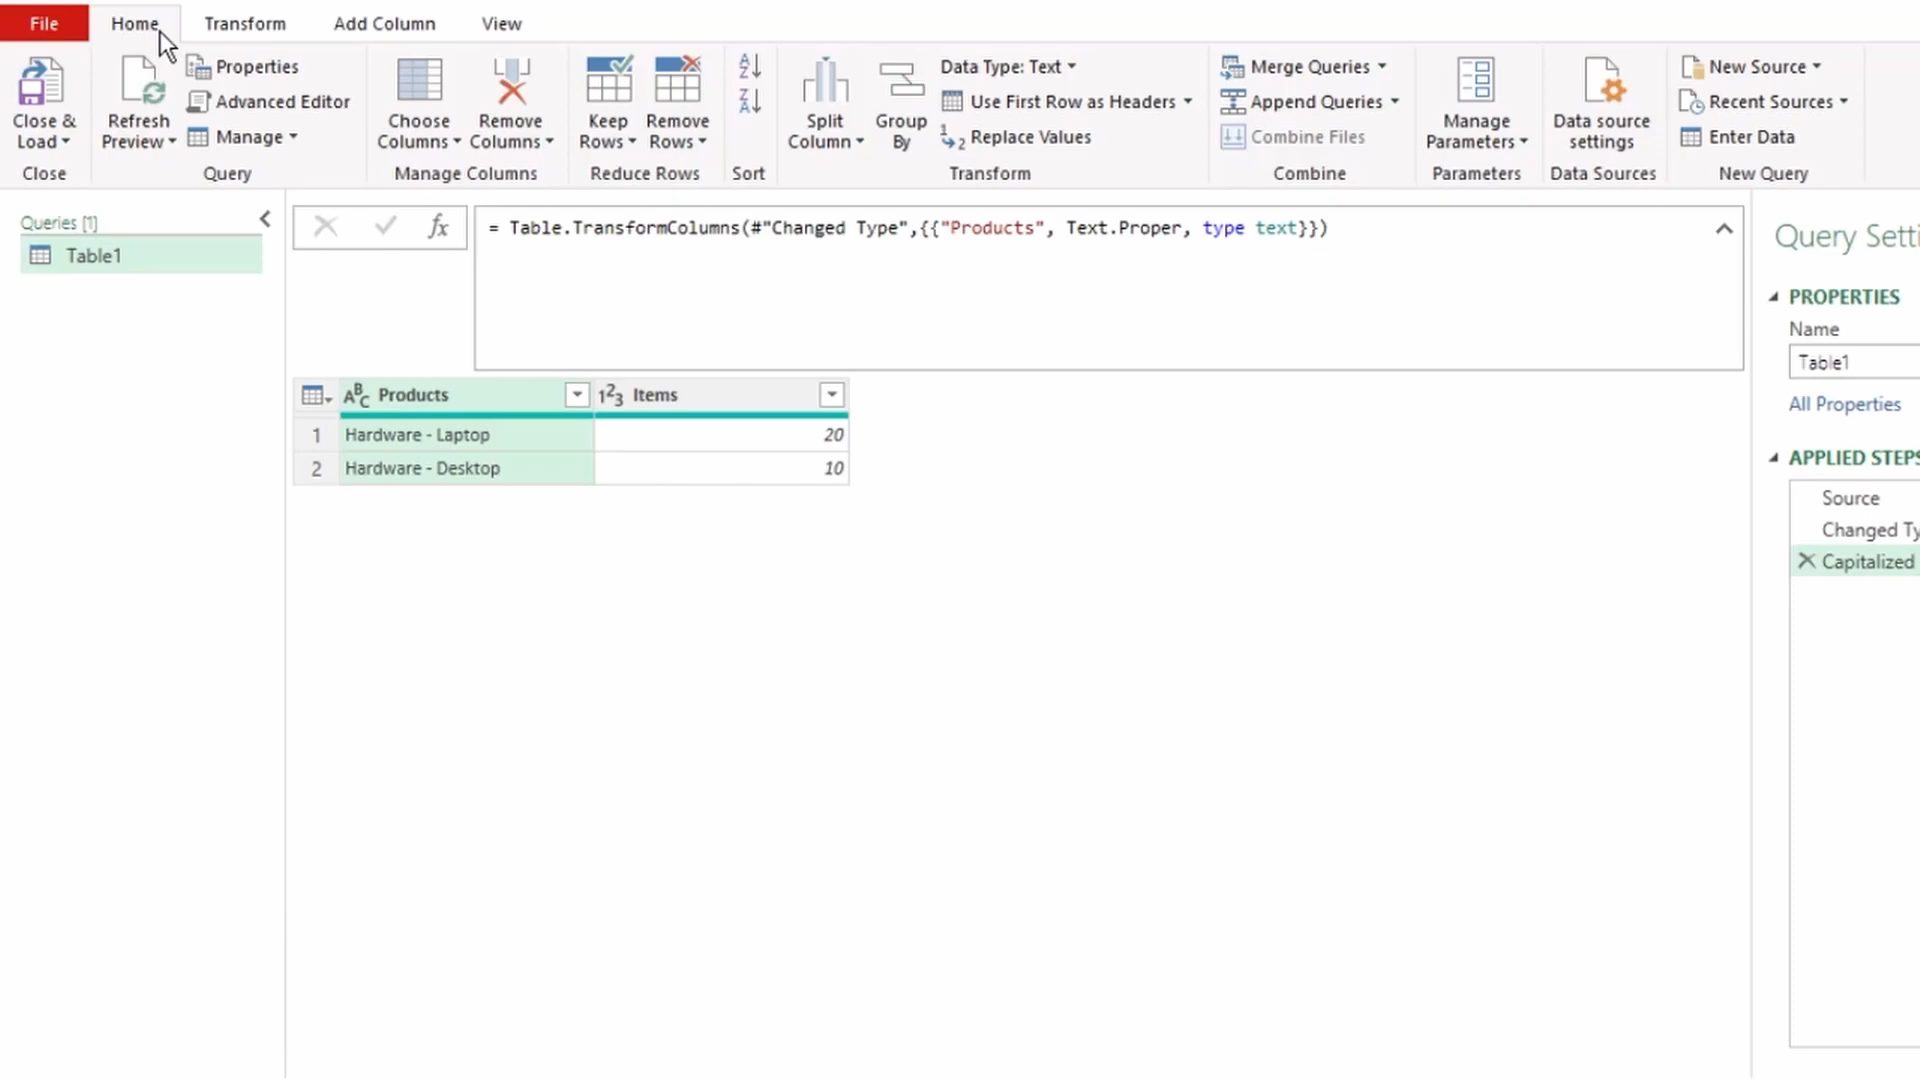 File Home Transform Add Column View
Close & Load
Close
Refresh Preview
Properties
Advanced Editor
Manage
Query
Choose Columns
Remove Columns
Manage Columns
Keep Rows
Remove Rows
Reduce Rows
A Z
Z A
Sort
Split Column
Group By
Data Type: Text
Use First Row as Headers
1 2 Replace Values
Transform
Merge Queries
Append Queries
Combine Files
Combine
Manage Parameters
Parameters
Data source settings
Data Sources
New Source
Recent Sources
Enter Data
New Query
Queries [1]
Table1
fx
= Table.TransformColumns(#"Changed Type",{{"Products", Text.Proper, type text}})
ABC Products 123 Items
1 Hardware - Laptop 20
2 Hardware - Desktop 10
Query Setti
PROPERTIES
Name
Table1
All Properties
APPLIED STEPS
Source
Changed Ty
Capitalized